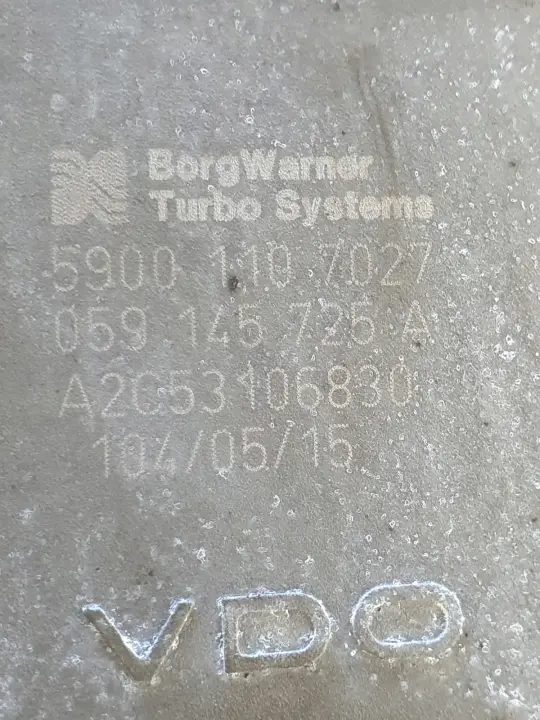 BorgWarner
Turbo Systems
5900 110 7027
059 145 725 A
A2C53106830
104/05/15
VDO